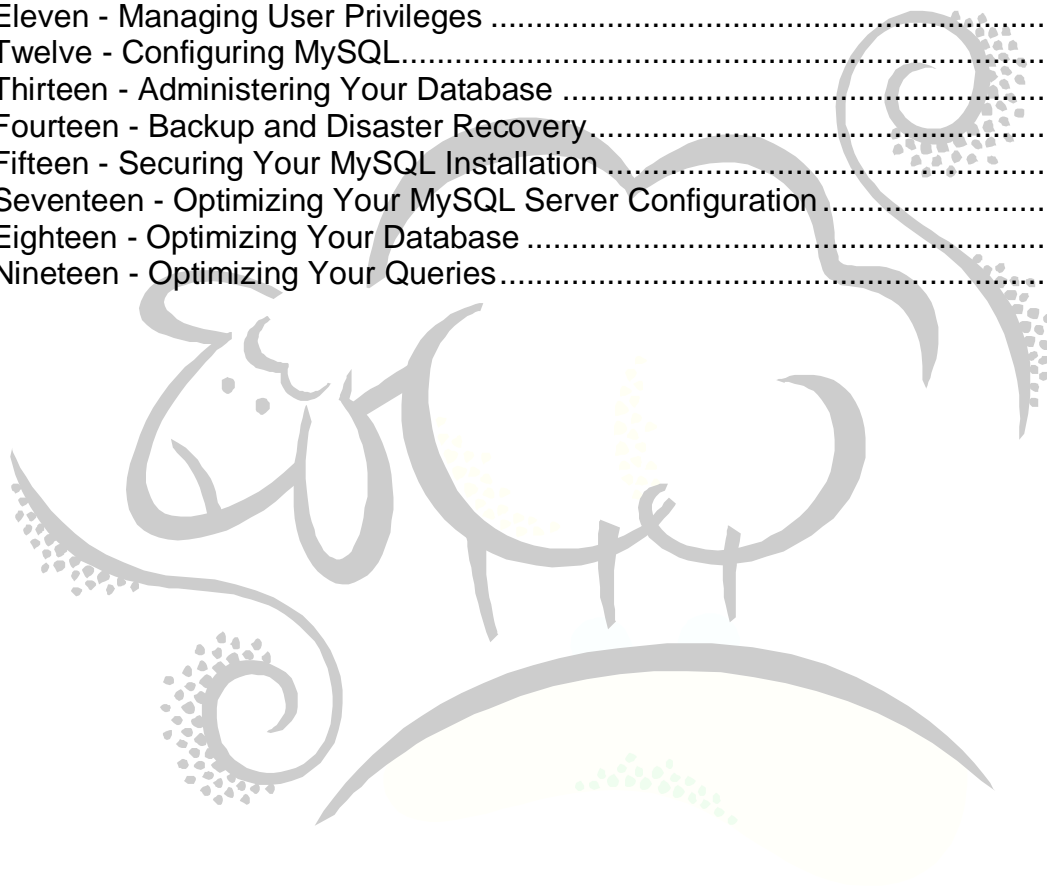 Eleven - Managing User Privileges ................................................................
Twelve - Configuring MySQL...........................................................................
Thirteen - Administering Your Database .......................................................
Fourteen - Backup and Disaster Recovery....................................................
Fifteen - Securing Your MySQL Installation ..................................................
Seventeen - Optimizing Your MySQL Server Configuration.........................
Eighteen - Optimizing Your Database ...........................................................
Nineteen - Optimizing Your Queries...............................................................